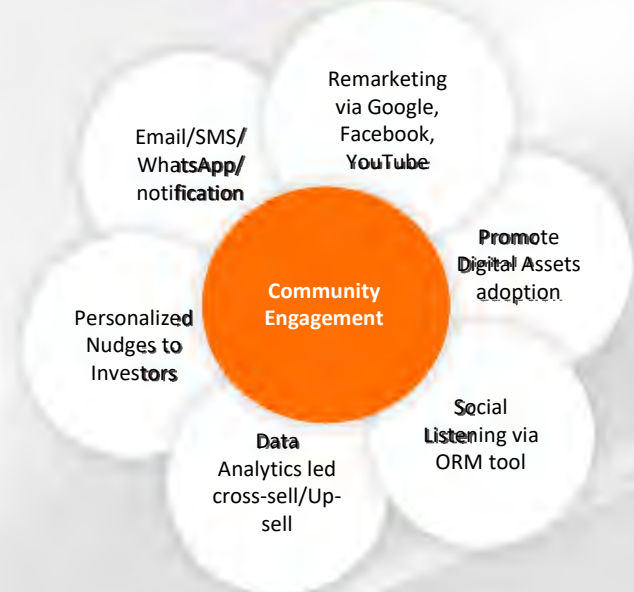 Remarketing
via Google,
Facebook,
YouTube
Email/SMS/
WhatsApp/
notification
Promote
Digital Assets
adoption
Community
Engagement
Personalized
Nudges to
Investors
Social
Listening via
ORM tool
Data
Analytics led
cross-sell/Up-
sell